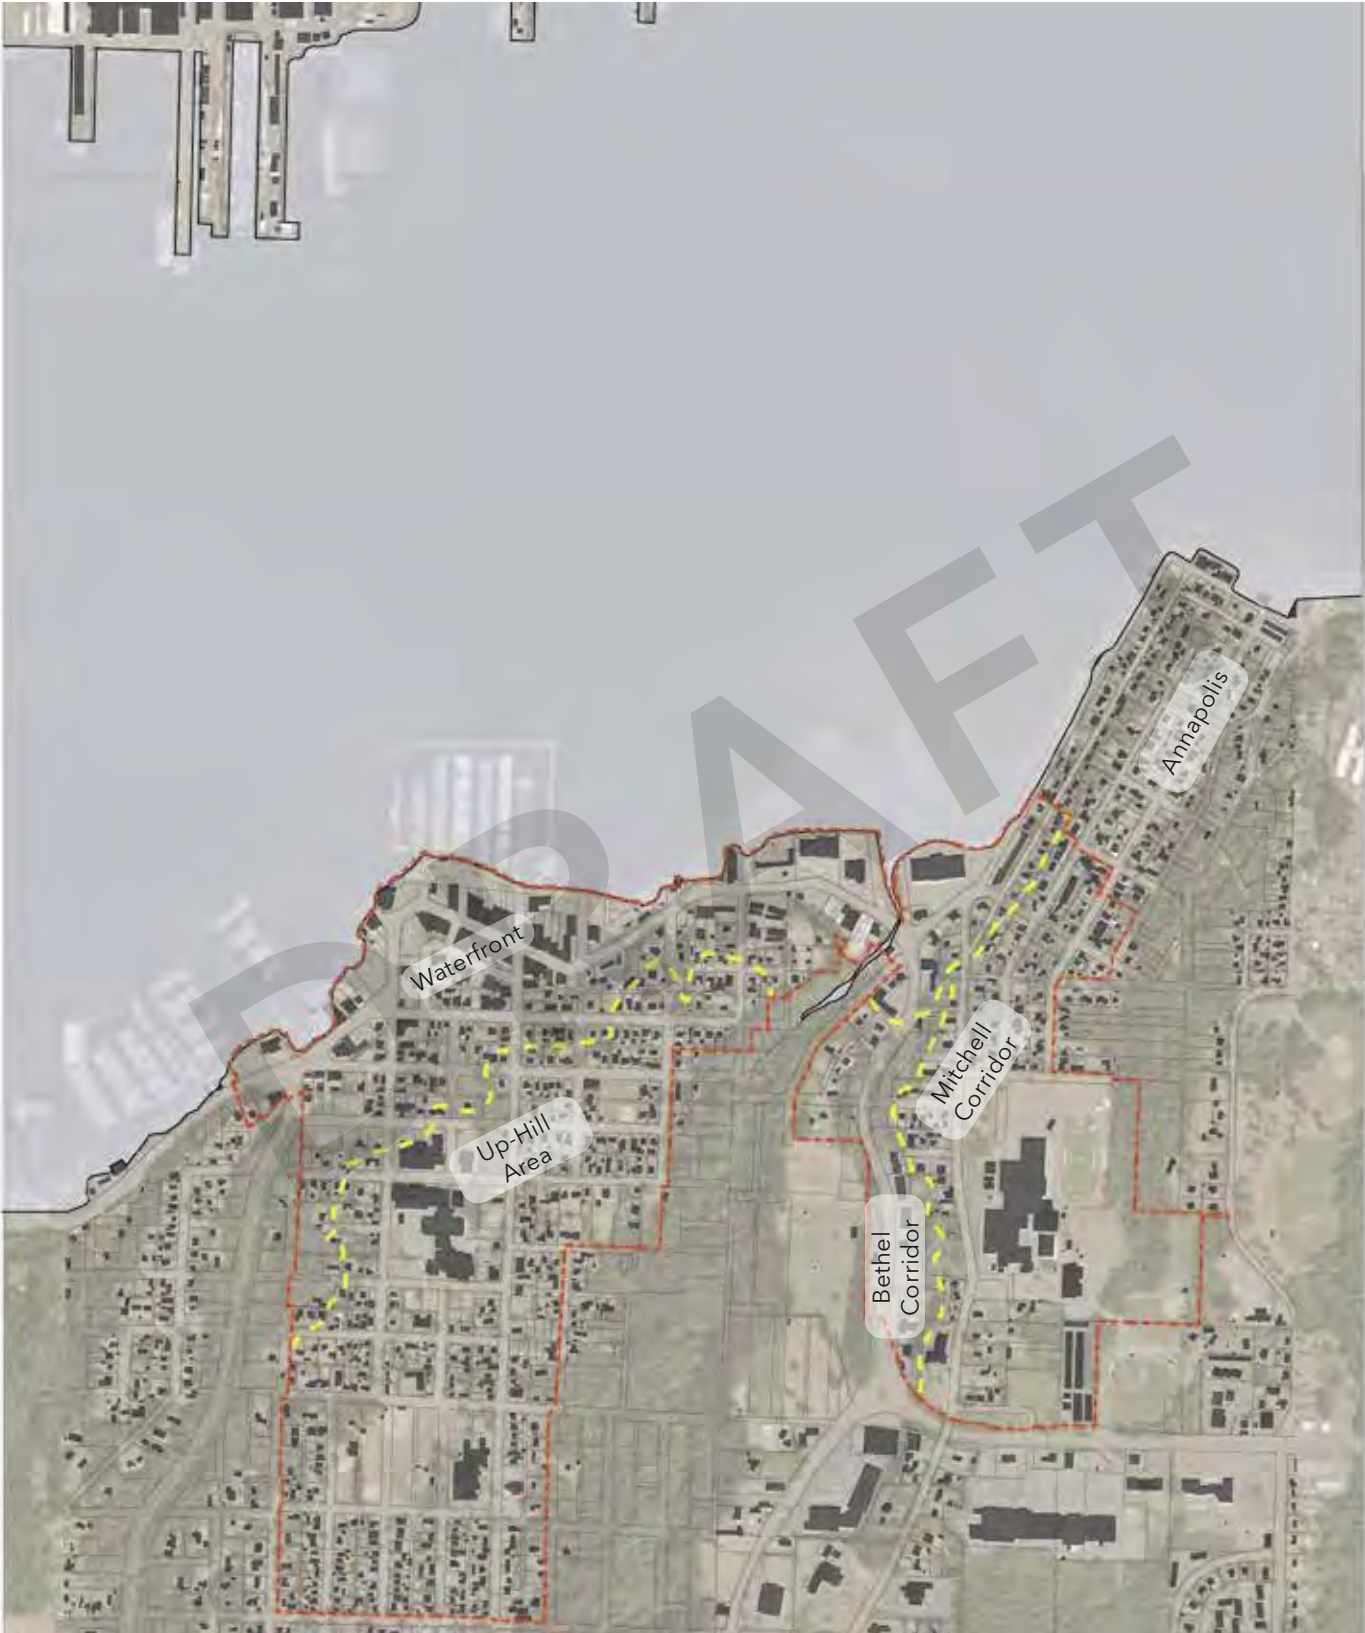 DRAFT
Annapolis
Waterfront
Mitchell
Corridor
Up-Hill
Area
Bethel
Corridor